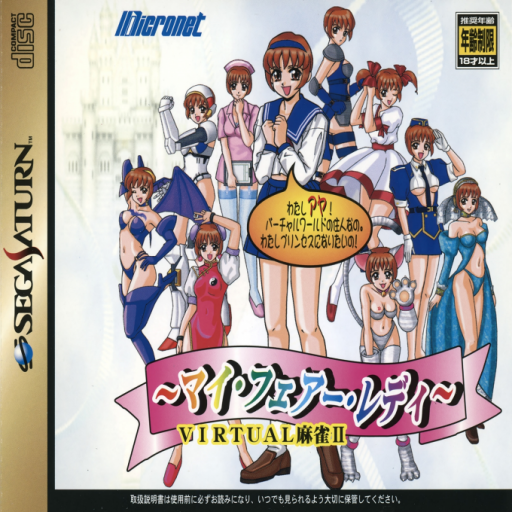 COMPACT
disc
Micronet
推奨年齢
年齢制限
18才以上
SEGA SATURN™
わたしアヤ!
バーチャルワールドの住人なの。
わたしプリンセスになりたいの!
～マイ・フェアー・レディ～
VIRTUAL麻雀II
取扱説明書は使用前に必ずお読みになり、いつでも見られるよう大切に保管してください。